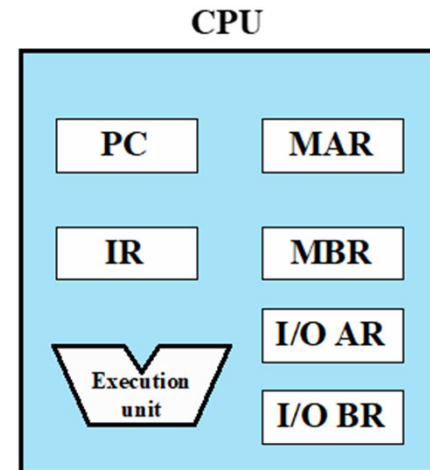 CPU
PC
MAR
IR
MBR
I/O AR
Execution
unit
I/O BR